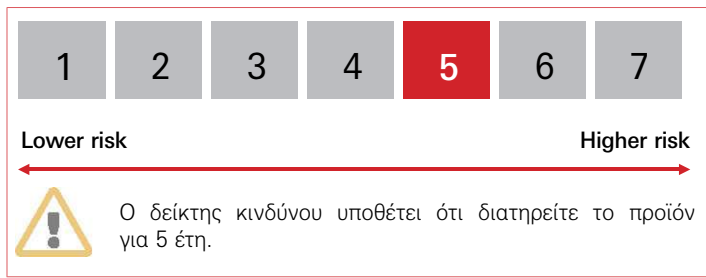 1 2 3 4 5 6 7
Lower risk Higher risk
Ο δείκτης κινδύνου υποθέτει ότι διατηρείτε το προϊόν
για 5 έτη.